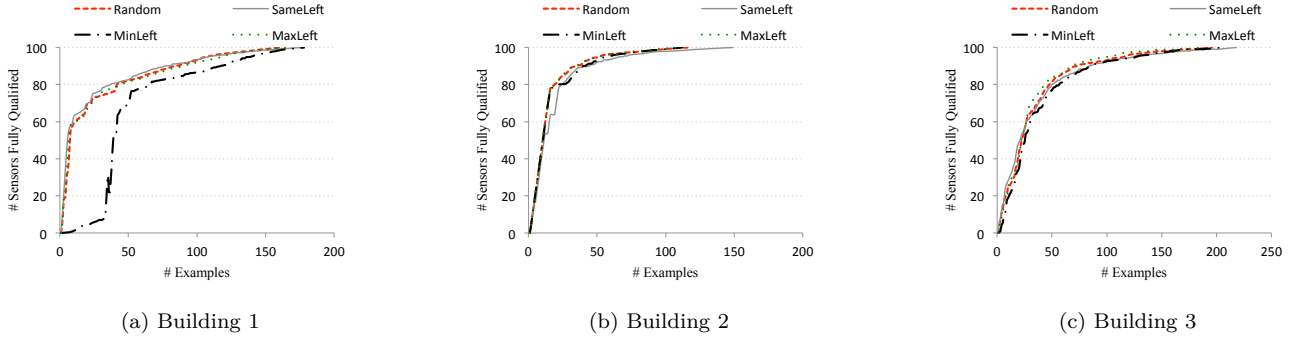 Random
SameLeft
MinLeft
MaxLeft
100
80
60
40
20
0
# Sensors Fully Qualified
0 50 100 150 200
# Examples
(a) Building 1
Random
SameLeft
MinLeft
MaxLeft
100
80
60
40
20
0
# Sensors Fully Qualified
0 50 100 150 200
# Examples
(b) Building 2
Random
SameLeft
MinLeft
MaxLeft
100
80
60
40
20
0
# Sensors Fully Qualified
0 50 100 150 200 250
# Examples
(c) Building 3